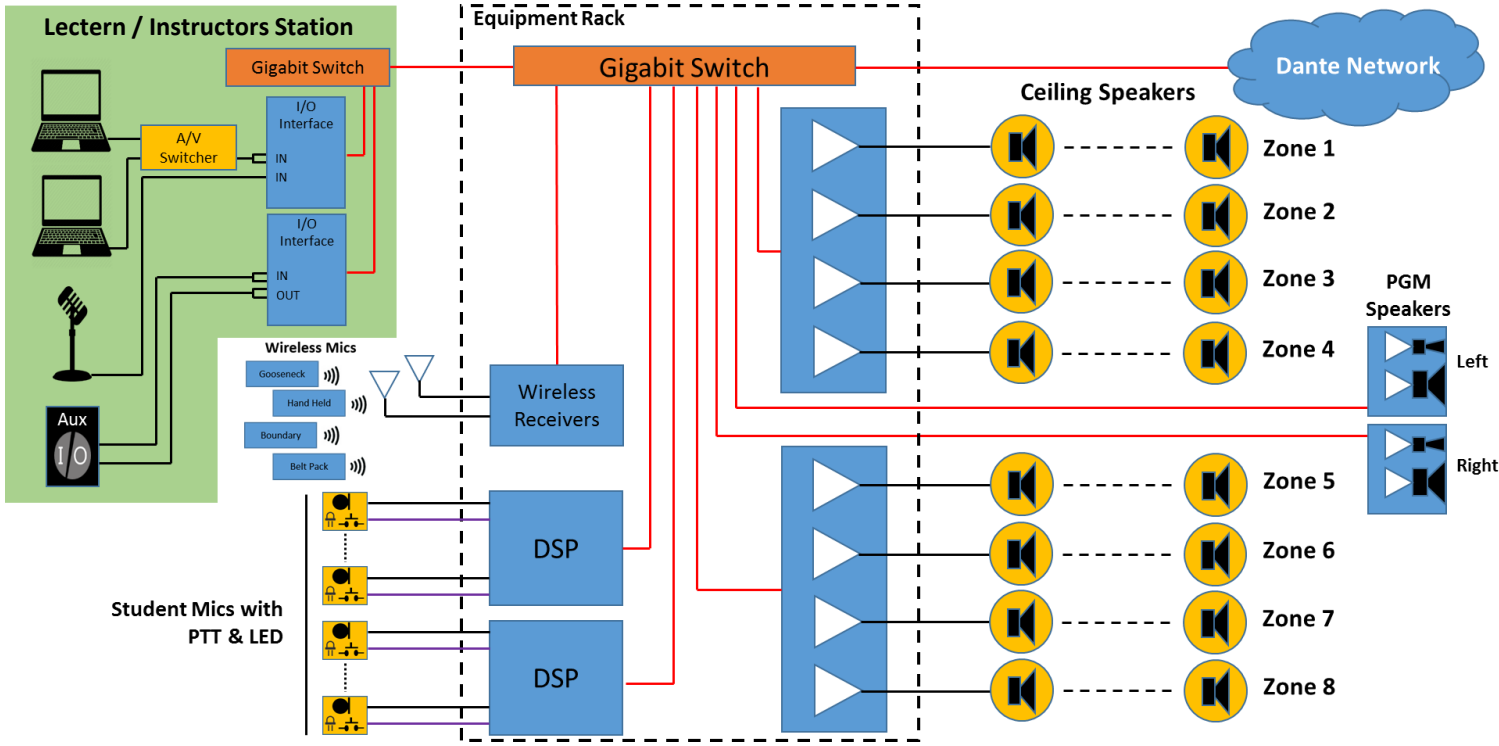 Lectern / Instructors Station
Gigabit Switch
I/O
Interface
A/V
Switcher
IN
IN
I/O
Interface
IN
OUT
Aux
I/O
Equipment Rack
Gigabit Switch
Dante Network
Ceiling Speakers
Zone 1
Zone 2
Zone 3
Zone 4
PGM
Speakers
Left
Right
Wireless Mics
Gooseneck
Hand Held
Boundary
Belt Pack
Wireless
Receivers
DSP
DSP
Student Mics with
PTT & LED
Zone 5
Zone 6
Zone 7
Zone 8